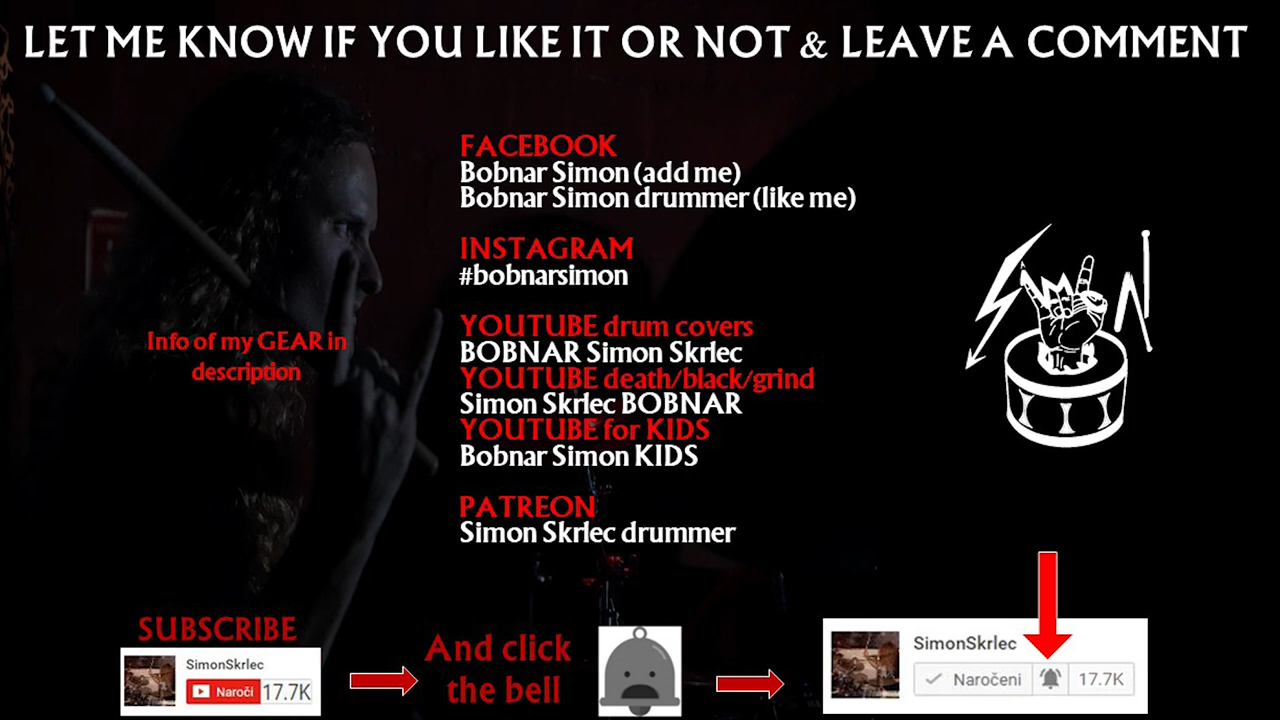 LET ME KNOW IF YOU LIKE IT OR NOT & LEAVE A COMMENT
FACEBOOK
Bobnar Simon (add me)
Bobnar Simon drummer (like me)
INSTAGRAM
#bobnarsimon
YOUTUBE drum covers
BOBNAR Simon Skrlec
YOUTUBE death/black/grind
Simon Skrlec BOBNAR
YOUTUBE for KIDS
Bobnar Simon KIDS
PATREON
Simon Skrlec drummer
Info of my GEAR in
description
SIMON
SUBSCRIBE
SimonSkrlec
Naroči 17.7K
And click
the bell
SimonSkrlec
Naročeni 17.7K